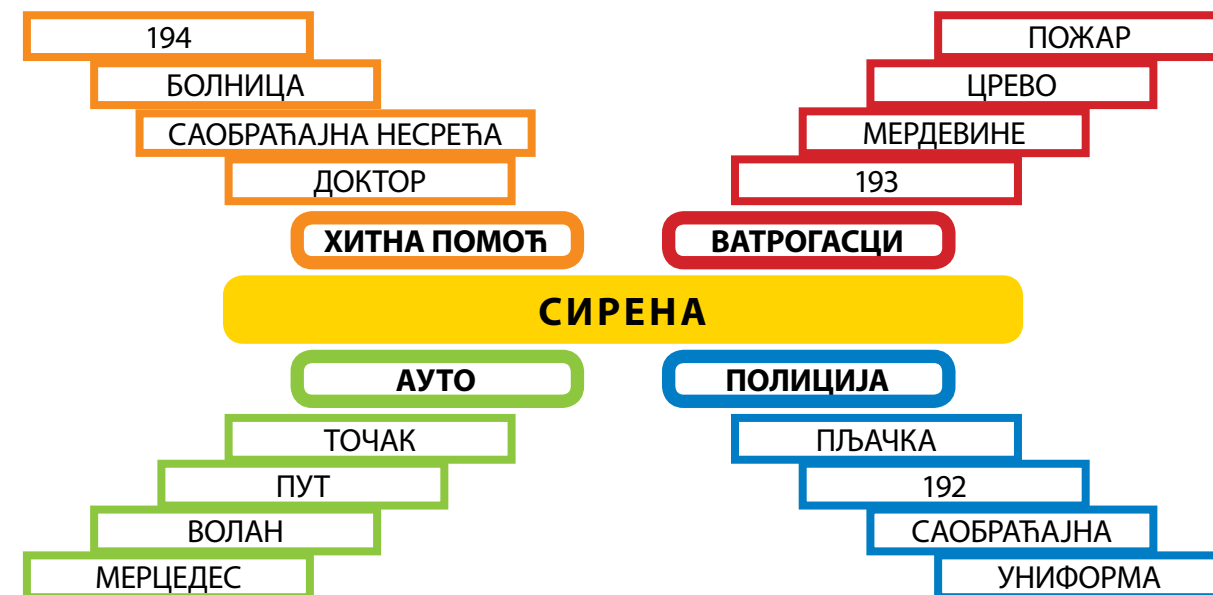 194
БОЛНИЦА
САОБРАЋАЈНА НЕСРЕЋА
ДОКТОР
ХИТНА ПОМОЋ
ПОЖАР
ЦРЕВО
МЕРДЕВИНЕ
193
ВАТРОГАСЦИ
СИРЕНА
АУТО
ТОЧАК
ПУТ
ВОЛАН
МЕРЦЕДЕС
ПОЛИЦИЈА
ПЉАЧКА
192
САОБРАЋАЈНА
УНИФОРМА